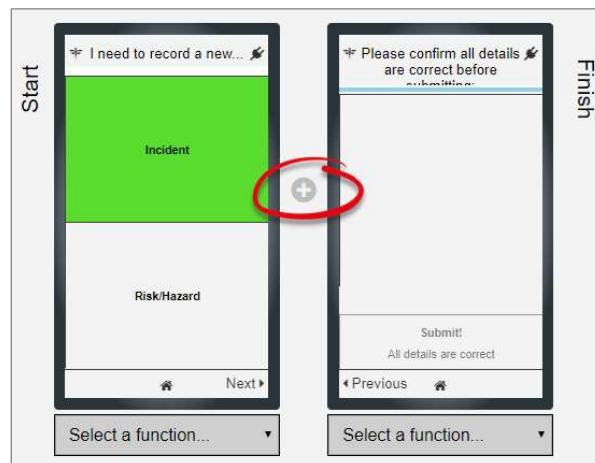 Start
I need to record a new...
Incident
Risk/Hazard
Next
Select a function...
Please confirm all details
are correct before
submitting:
Submit!
All details are correct
Previous
Select a function...
Finish